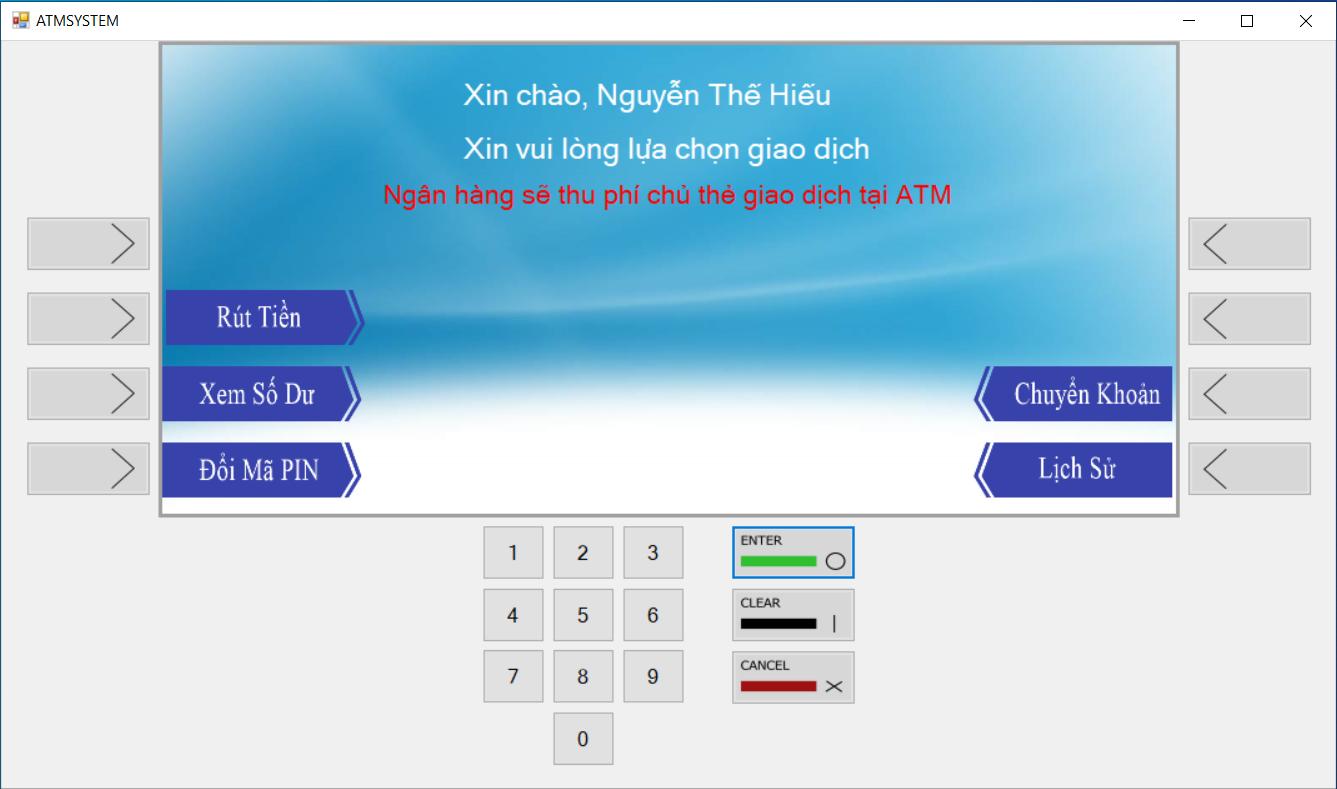 ATMSYSTEM
Xin chào, Nguyễn Thế Hiếu
Xin vui lòng lựa chọn giao dịch
Ngân hàng sẽ thu phí chủ thẻ giao dịch tại ATM
Rút Tiền
Xem Số Dư
Chuyển Khoản
Đổi Mã PIN
Lịch Sử
1 2 3 ENTER
4 5 6 CLEAR
7 8 9 CANCEL
0